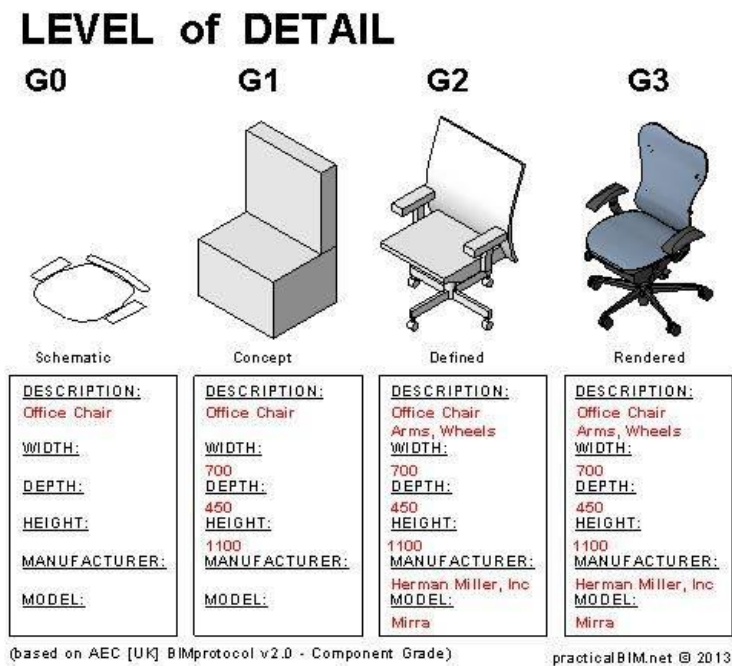 LEVEL of DETAIL
G0 G1 G2 G3
Schematic Concept Defined Rendered
DESCRIPTION:
Office Chair
WIDTH:
DEPTH:
HEIGHT:
MANUFACTURER:
MODEL:
DESCRIPTION:
Office Chair
WIDTH:
700
DEPTH:
450
HEIGHT:
1100
MANUFACTURER:
MODEL:
DESCRIPTION:
Office Chair
Arms, Wheels
WIDTH:
700
DEPTH:
450
HEIGHT:
1100
MANUFACTURER:
Herman Miller, Inc
MODEL:
Mirra
DESCRIPTION:
Office Chair
Arms, Wheels
WIDTH:
700
DEPTH:
450
HEIGHT:
1100
MANUFACTURER:
Herman Miller, Inc
MODEL:
Mirra
(based on AEC [UK] BIMprotocol v2.0 - Component Grade)
practicalBIM.net © 2013